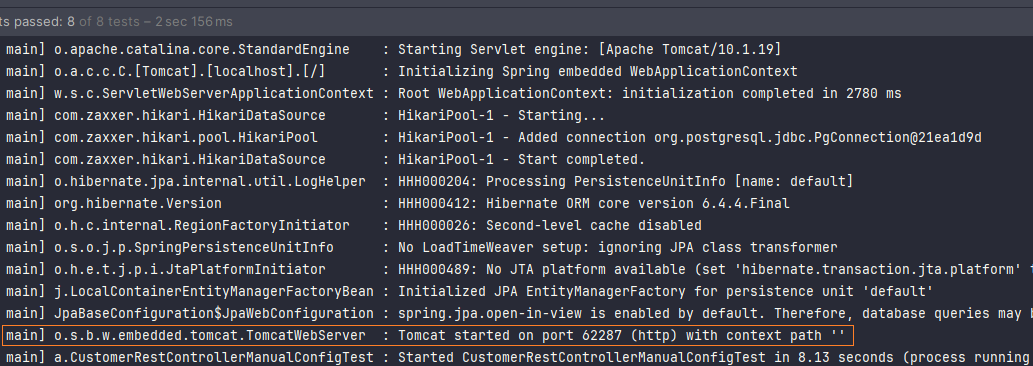 ts passed: 8 of 8 tests – 2 sec 156 ms
main] o.apache.catalina.core.StandardEngine : Starting Servlet engine: [Apache Tomcat/10.1.19]
main] o.a.c.c.C.[Tomcat].[localhost].[/] : Initializing Spring embedded WebApplicationContext
main] w.s.c.ServletWebServerApplicationContext : Root WebApplicationContext: initialization completed in 2780 ms
main] com.zaxxer.hikari.HikariDataSource : HikariPool-1 - Starting...
main] com.zaxxer.hikari.pool.HikariPool : HikariPool-1 - Added connection org.postgresql.jdbc.PgConnection@21ea1d9d
main] com.zaxxer.hikari.HikariDataSource : HikariPool-1 - Start completed.
main] o.hibernate.jpa.internal.util.LogHelper : HHH000204: Processing PersistenceUnitInfo [name: default]
main] org.hibernate.Version : HHH000412: Hibernate ORM core version 6.4.4.Final
main] o.h.c.internal.RegionFactoryInitiator : HHH000026: Second-level cache disabled
main] o.s.o.j.p.SpringPersistenceUnitInfo : No LoadTimeWeaver setup: ignoring JPA class transformer
main] o.h.e.t.j.p.i.JtaPlatformInitiator : HHH000489: No JTA platform available (set 'hibernate.transaction.jta.platform' t
main] j.LocalContainerEntityManagerFactoryBean : Initialized JPA EntityManagerFactory for persistence unit 'default'
main] JpaBaseConfiguration$JpaWebConfiguration : spring.jpa.open-in-view is enabled by default. Therefore, database queries may b
main] o.s.b.w.embedded.tomcat.TomcatWebServer : Tomcat started on port 62287 (http) with context path ''
main] a.CustomerRestControllerManualConfigTest : Started CustomerRestControllerManualConfigTest in 8.13 seconds (process running